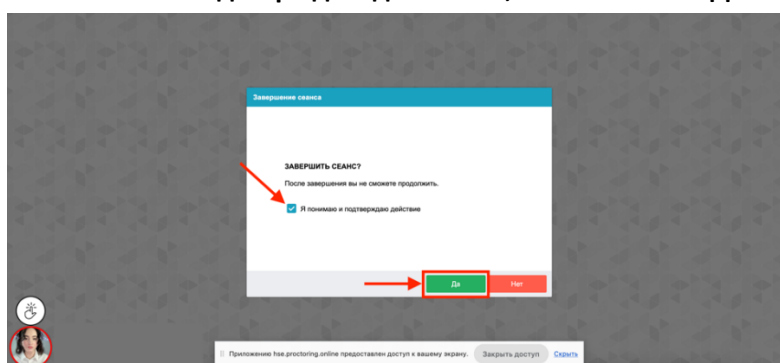 Завершение сеанса
ЗАВЕРШИТЬ СЕАНС?
После завершения вы не сможете продолжить.
Я понимаю и подтверждаю действие
Да Нет
Приложению hse.proctoring.online предоставлен доступ к вашему экрану. Закрыть доступ Скрыть